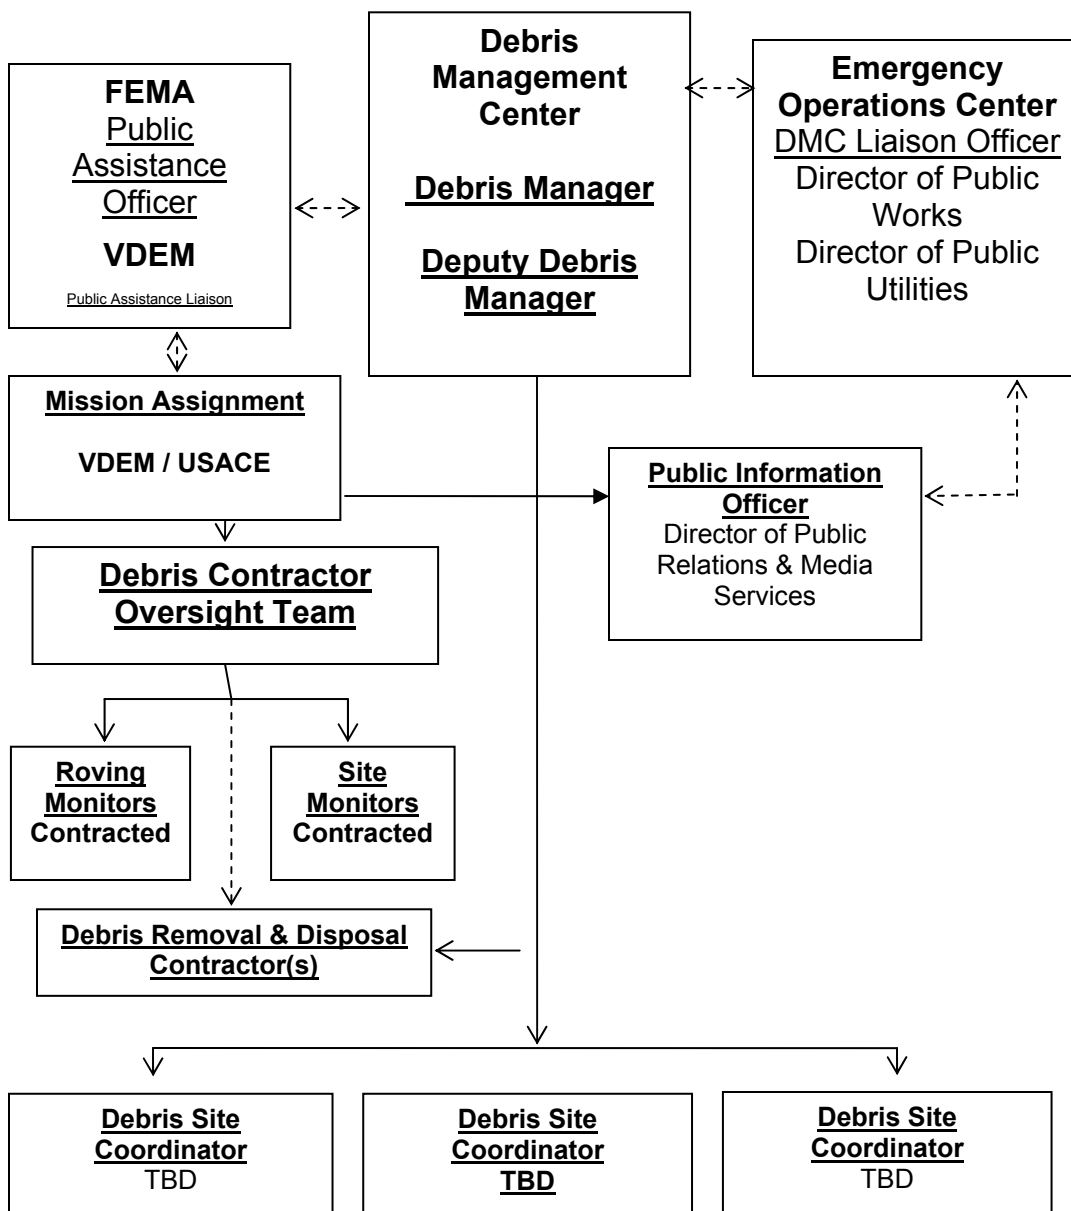 FEMA
Public
Assistance
Officer
VDEM
Public Assistance Liaison
Debris
Management
Center
Debris Manager
Deputy Debris
Manager
Emergency
Operations Center
DMC Liaison Officer
Director of Public
Works
Director of Public
Utilities
Mission Assignment
VDEM / USACE
Public Information
Officer
Director of Public
Relations & Media
Services
Debris Contractor
Oversight Team
Roving
Monitors
Contracted
Site
Monitors
Contracted
Debris Removal & Disposal
Contractor(s)
Debris Site
Coordinator
TBD
Debris Site
Coordinator
TBD
Debris Site
Coordinator
TBD